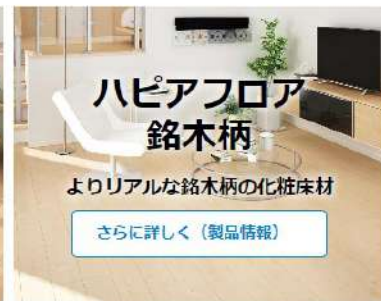 ハピアフロア
銘木柄
よりリアルな銘木柄の化粧床材
さらに詳しく（製品情報）